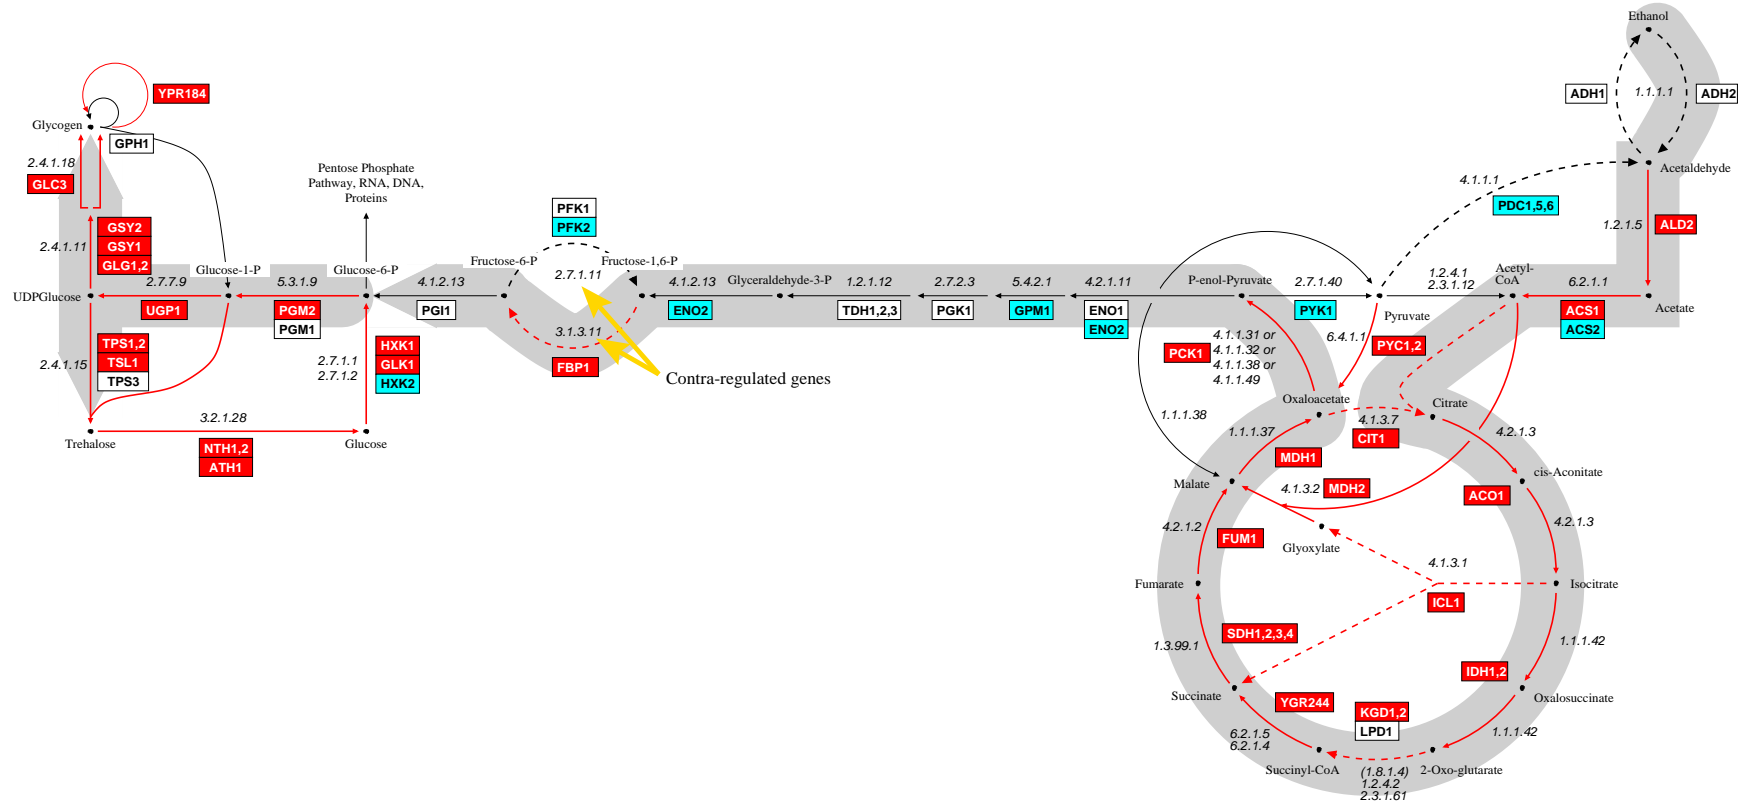 Ethanol
ADH1
1.1.1.1
ADH2
YPR184
Glycogen
GPH1
2.4.1.18
GLC3
Pentose Phosphate
Pathway, RNA, DNA,
Proteins
Acetaldehyde
4.1.1.1
PDC1,5,6
1.2.1.5
ALD2
PFK1
PFK2
GSY2
GSY1
GLG1,2
2.4.1.11
Glucose-1-P
Glucose-6-P
Fructose-6-P
2.7.1.11
Fructose-1,6-P
Glyceraldehyde-3-P
P-enol-Pyruvate
Acetyl-
CoA
2.7.7.9
5.3.1.9
4.1.2.13
4.1.2.13
1.2.1.12
2.7.2.3
5.4.2.1
4.2.1.11
2.7.1.40
1.2.4.1
2.3.1.12
6.2.1.1
UDPGlucose
UGP1
PGM2
PGM1
PGI1
ENO2
TDH1,2,3
PGK1
GPM1
ENO1
ENO2
PYK1
Pyruvate
ACS1
ACS2
Acetate
TPS1,2
TSL1
TPS3
2.4.1.15
HXK1
GLK1
HXK2
2.7.1.1
2.7.1.2
3.1.3.11
FBP1
Contra-regulated genes
PCK1
4.1.1.31 or
4.1.1.32 or
4.1.1.38 or
4.1.1.49
6.4.1.1
PYC1,2
3.2.1.28
Trehalose
Glucose
NTH1,2
ATH1
1.1.1.38
Oxaloacetate
Citrate
4.1.3.7
CIT1
1.1.1.37
MDH1
4.2.1.3
cis-Aconitate
Malate
4.1.3.2
MDH2
ACO1
4.2.1.2
FUM1
Glyoxylate
4.2.1.3
4.1.3.1
Fumarate
Isocitrate
ICL1
SDH1,2,3,4
1.3.99.1
1.1.1.42
IDH1,2
Succinate
YGR244
KGD1,2
LPD1
Oxalosuccinate
6.2.1.5
6.2.1.4
1.1.1.42
Succinyl-CoA
(1.8.1.4)
1.2.4.2
2.3.1.61
2-Oxo-glutarate